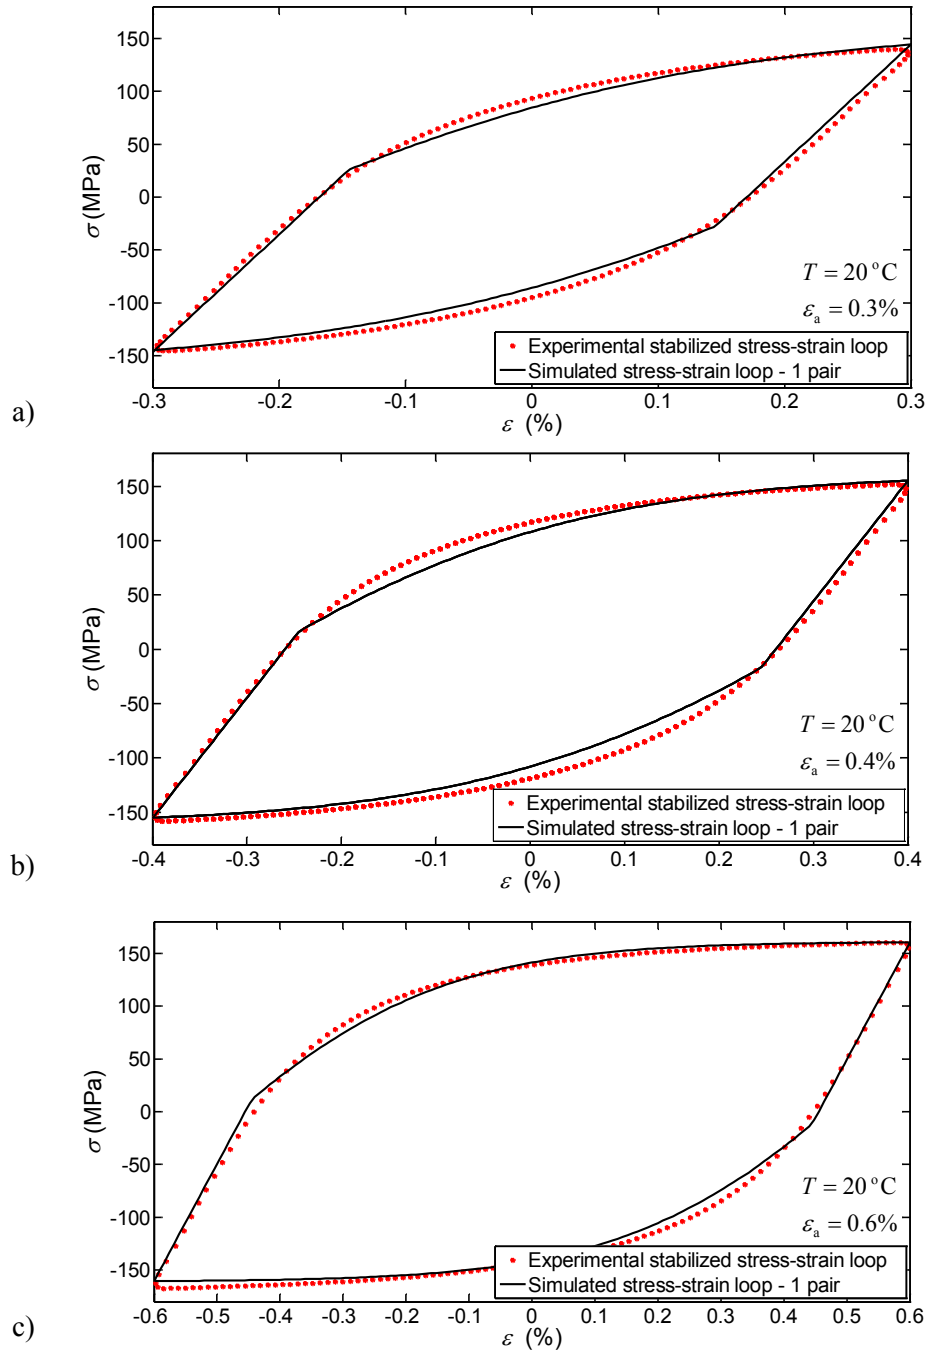 150
100
50
0
-50
-100
-150
σ (MPa)
T = 20 °C
εa = 0.3%
Experimental stabilized stress-strain loop
Simulated stress-strain loop - 1 pair
-0.3 -0.2 -0.1 0 0.1 0.2 0.3
a)
ε (%)
150
100
50
0
-50
-100
-150
σ (MPa)
T = 20 °C
εa = 0.4%
Experimental stabilized stress-strain loop
Simulated stress-strain loop - 1 pair
-0.4 -0.3 -0.2 -0.1 0 0.1 0.2 0.3 0.4
b)
ε (%)
150
100
50
0
-50
-100
-150
σ (MPa)
T = 20 °C
εa = 0.6%
Experimental stabilized stress-strain loop
Simulated stress-strain loop - 1 pair
-0.6 -0.5 -0.4 -0.3 -0.2 -0.1 0 0.1 0.2 0.3 0.4 0.5 0.6
c)
ε (%)